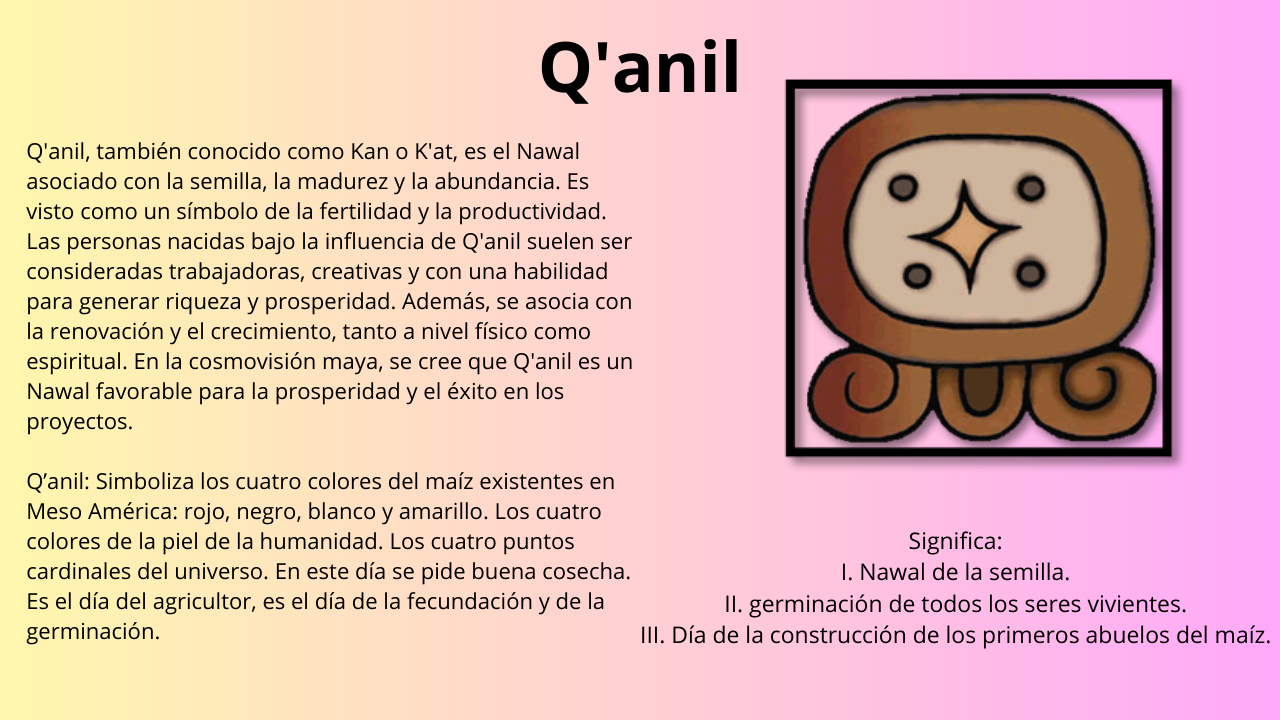 Q'anil
Q'anil, también conocido como Kan o K'at, es el Nawal
asociado con la semilla, la madurez y la abundancia. Es
visto como un símbolo de la fertilidad y la productividad.
Las personas nacidas bajo la influencia de Q'anil suelen ser
consideradas trabajadoras, creativas y con una habilidad
para generar riqueza y prosperidad. Además, se asocia con
la renovación y el crecimiento, tanto a nivel físico como
espiritual. En la cosmovisión maya, se cree que Q'anil es un
Nawal favorable para la prosperidad y el éxito en los
proyectos.
Q’anil: Simboliza los cuatro colores del maíz existentes en
Meso América: rojo, negro, blanco y amarillo. Los cuatro
colores de la piel de la humanidad. Los cuatro puntos
cardinales del universo. En este día se pide buena cosecha.
Es el día del agricultor, es el día de la fecundación y de la
germinación.
Significa:
I. Nawal de la semilla.
II. germinación de todos los seres vivientes.
III. Día de la construcción de los primeros abuelos del maíz.